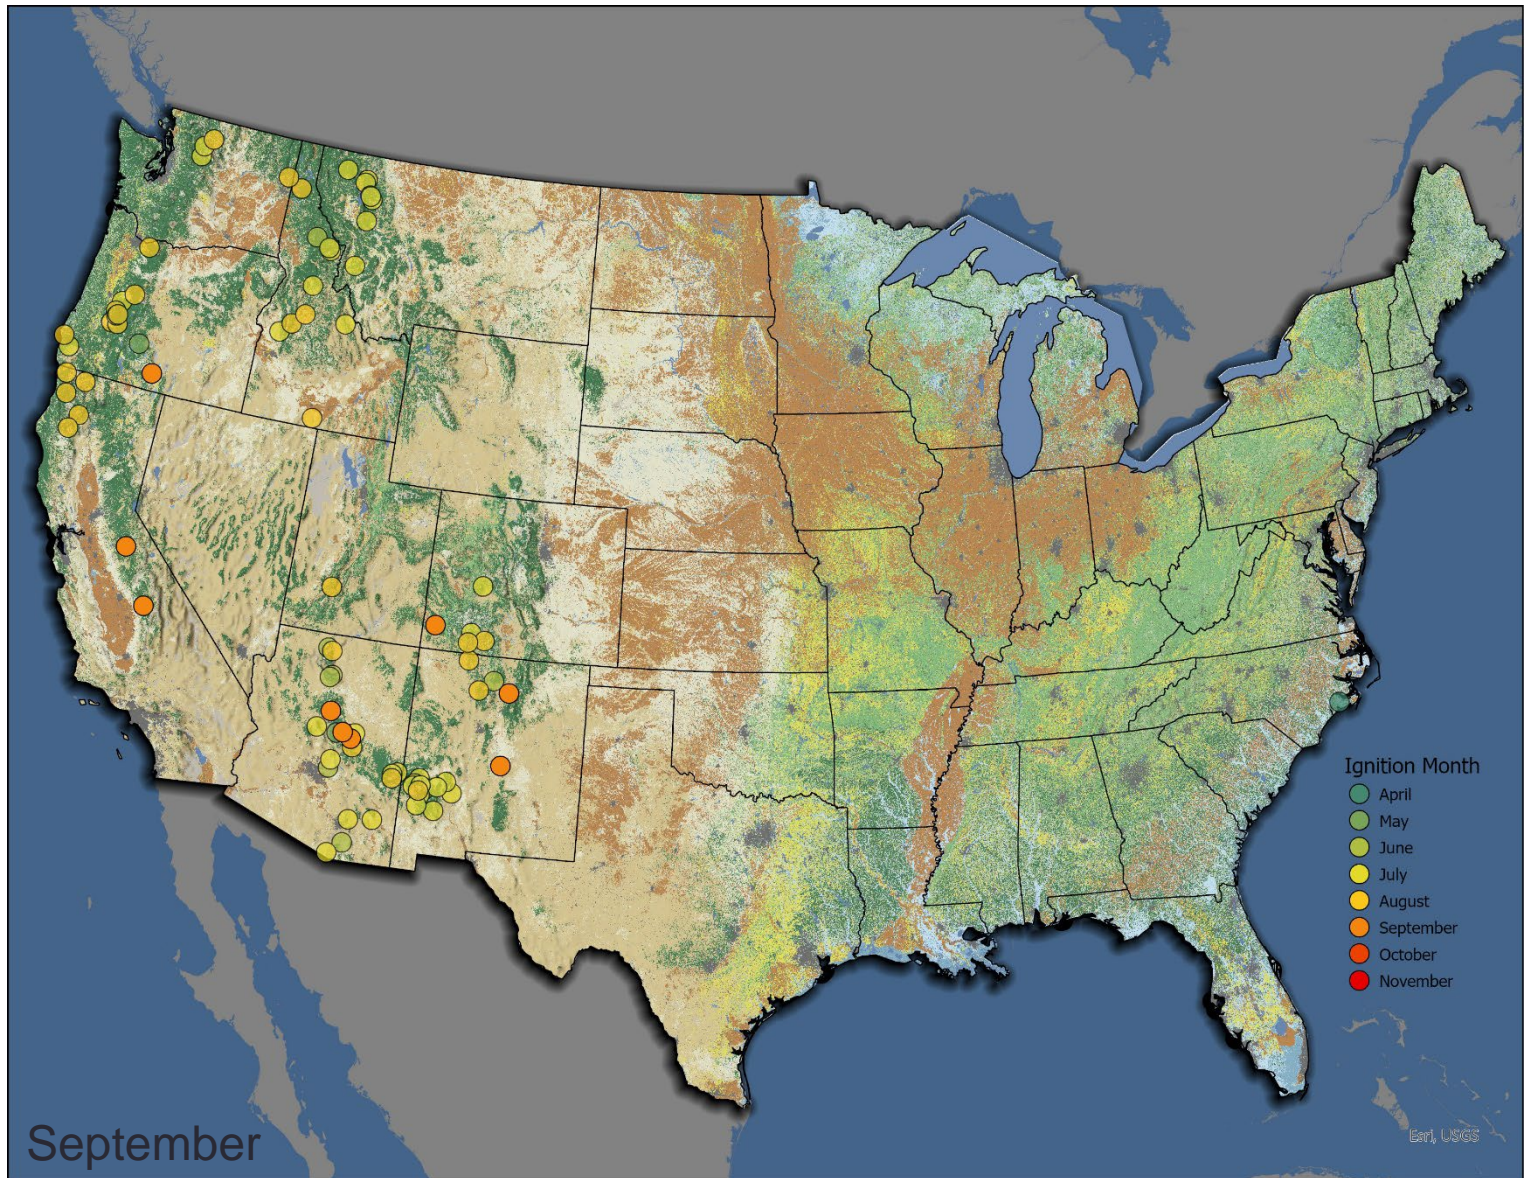 Ignition Month
April
May
June
July
August
September
October
November
Esri, USGS
September